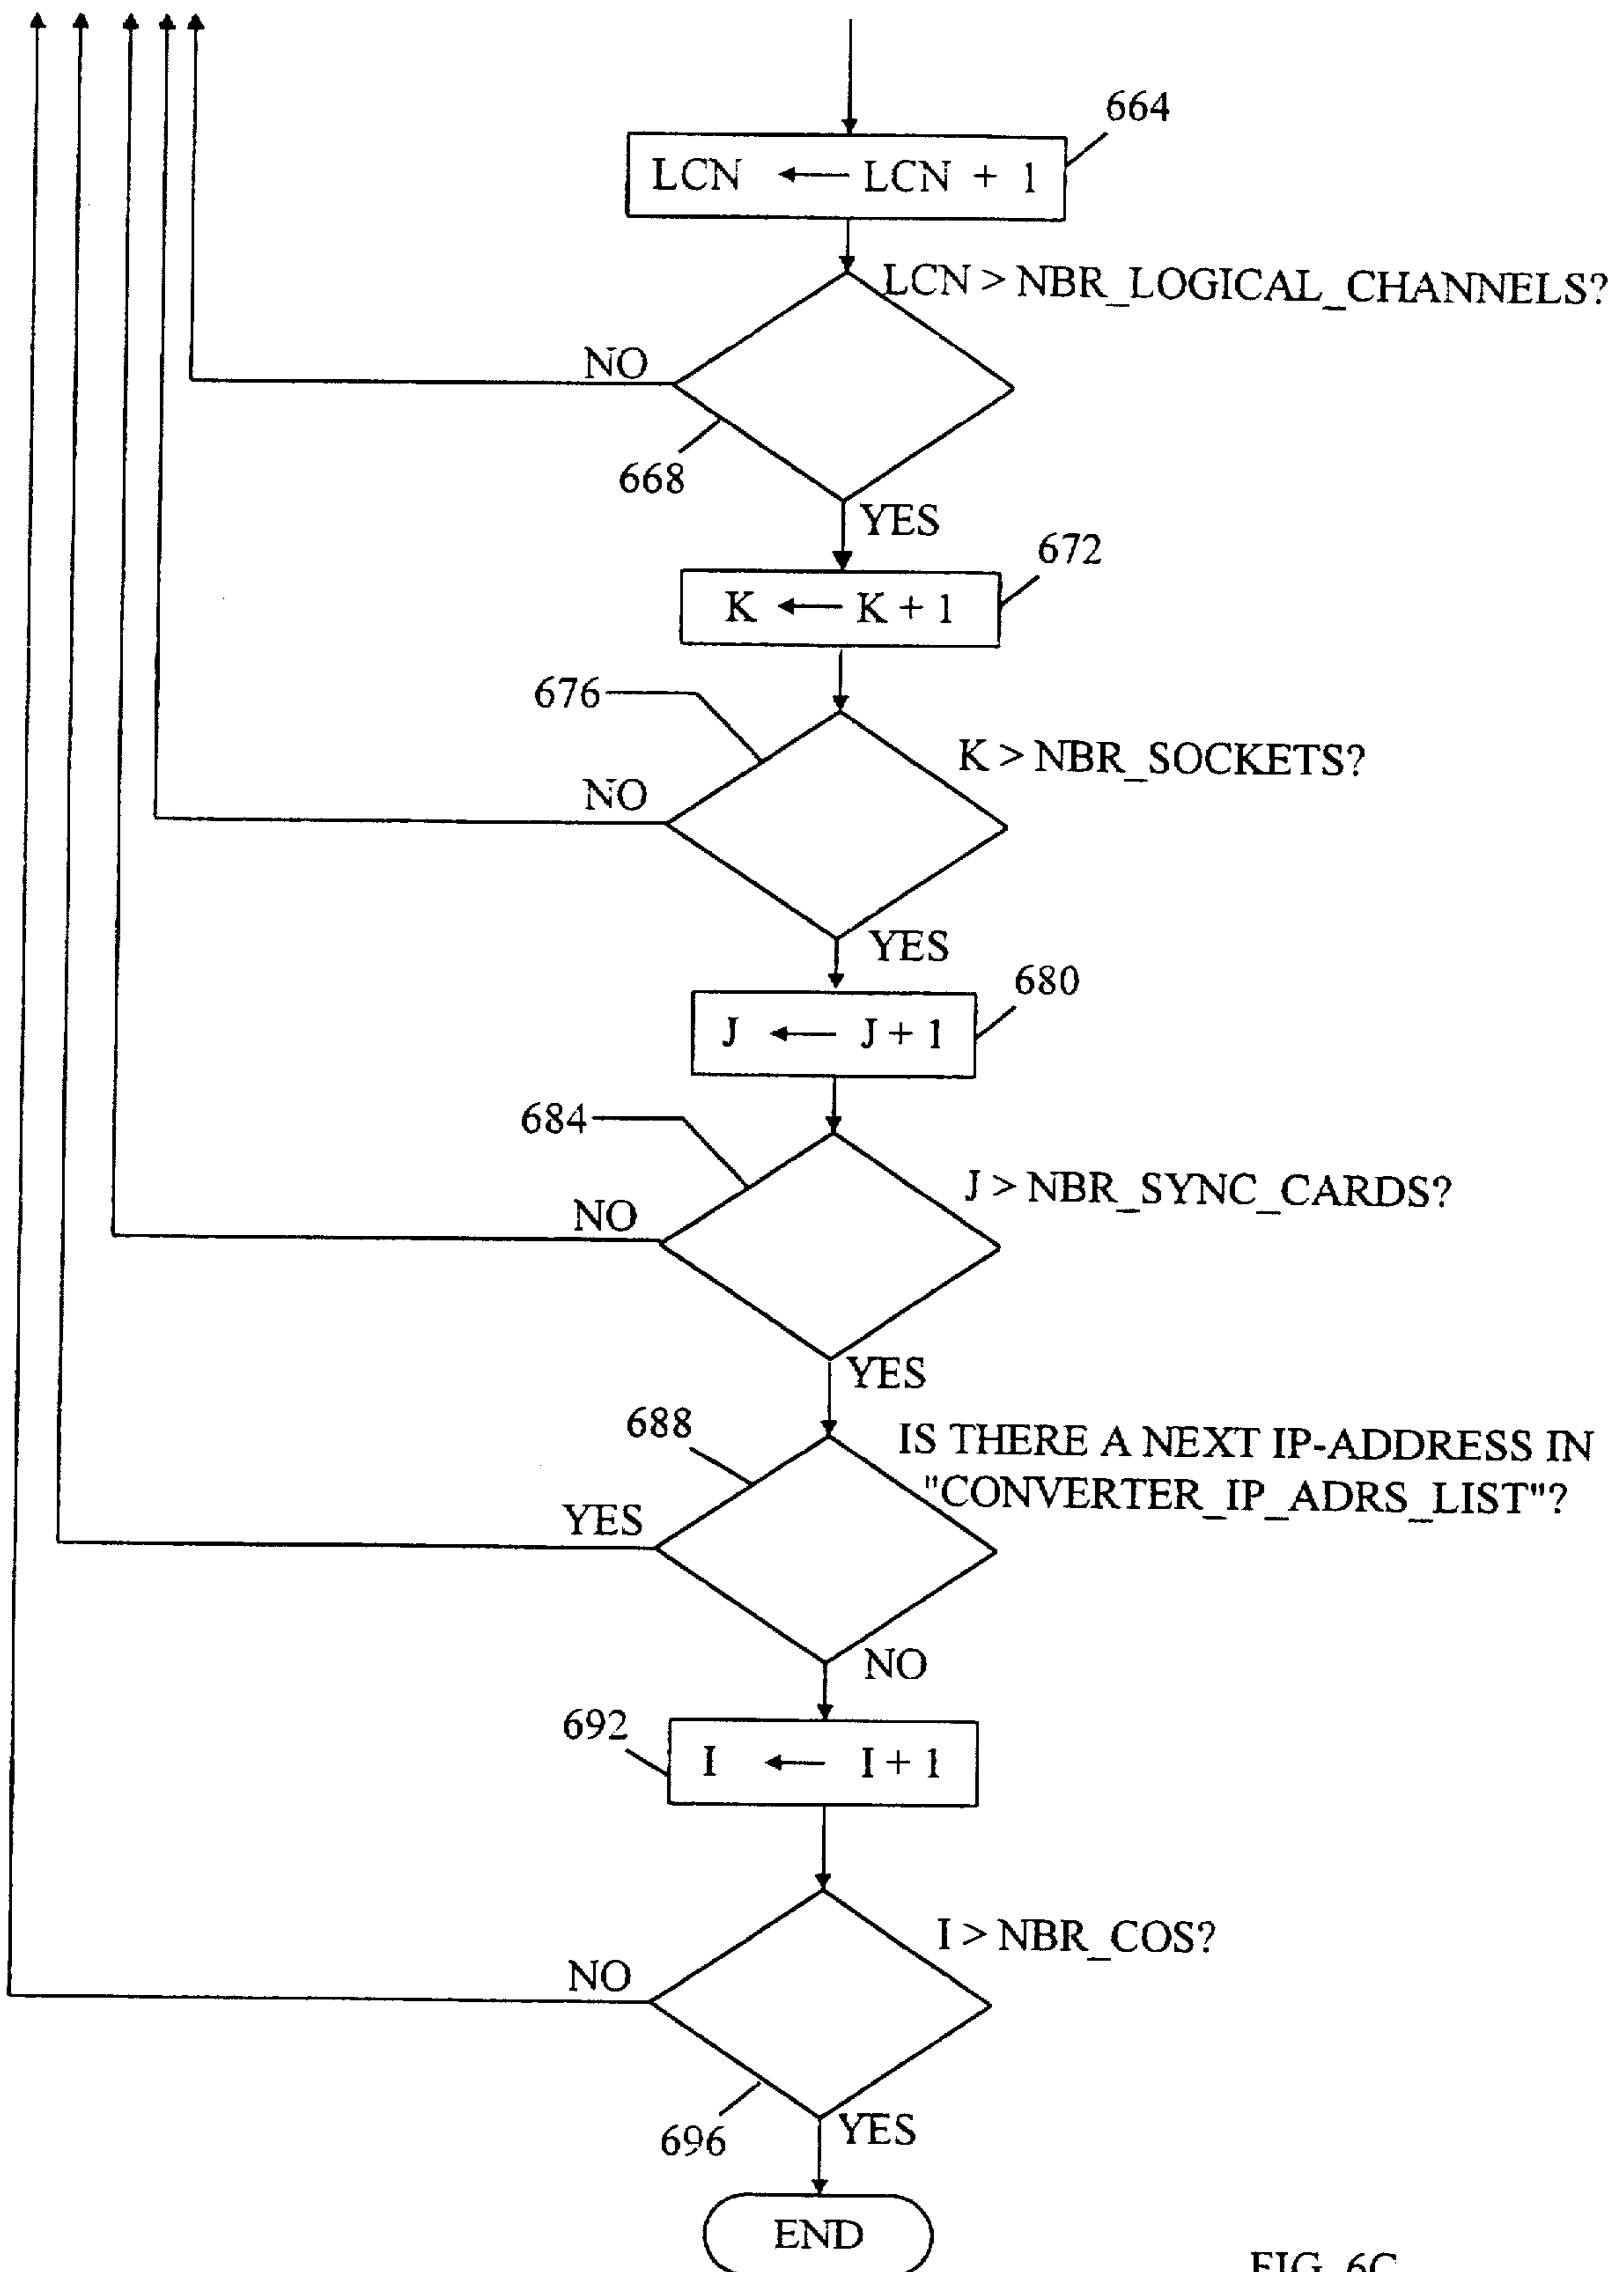 664
LCN ← LCN + 1
LCN > NBR_LOGICAL_CHANNELS?
NO
668
YES
672
K ← K + 1
676
K > NBR_SOCKETS?
NO
YES
680
J ← J + 1
684
J > NBR_SYNC_CARDS?
NO
YES
688
IS THERE A NEXT IP-ADDRESS IN
"CONVERTER_IP_ADRS_LIST"?
YES
NO
692
I ← I + 1
I > NBR_COS?
NO
696
YES
END
FIG. 6C